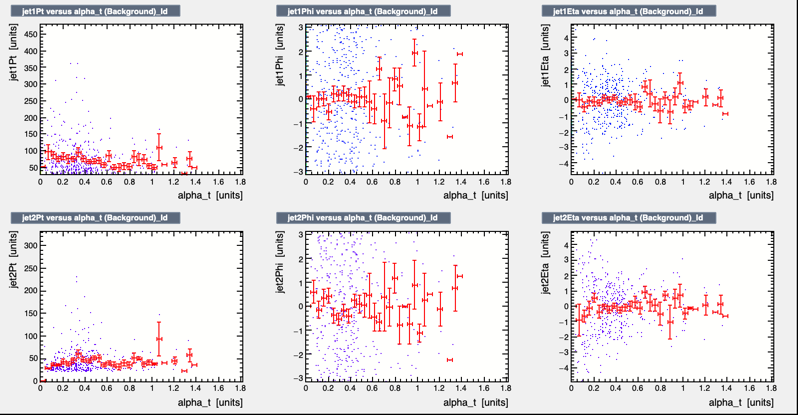 jet1Pt versus alpha_t (Background)_Id
jet1Phi versus alpha_t (Background)_Id
jet1Eta versus alpha_t (Background)_Id
jet1Pt [units]
450
400
350
300
250
200
150
100
50
0 0.2 0.4 0.6 0.8 1 1.2 1.4 1.6 1.8
alpha_t [units]
jet1Phi [units]
3
2
1
0
−1
−2
−3
0 0.2 0.4 0.6 0.8 1 1.2 1.4 1.6 1.8
alpha_t [units]
jet1Eta [units]
4
3
2
1
0
−1
−2
−3
−4
0 0.2 0.4 0.6 0.8 1 1.2 1.4 1.6 1.8
alpha_t [units]
jet2Pt versus alpha_t (Background)_Id
jet2Phi versus alpha_t (Background)_Id
jet2Eta versus alpha_t (Background)_Id
jet2Pt [units]
300
250
200
150
100
50
0
0 0.2 0.4 0.6 0.8 1 1.2 1.4 1.6 1.8
alpha_t [units]
jet2Phi [units]
3
2
1
0
−1
−2
−3
0 0.2 0.4 0.6 0.8 1 1.2 1.4 1.6 1.8
alpha_t [units]
jet2Eta [units]
4
3
2
1
0
−1
−2
−3
−4
0 0.2 0.4 0.6 0.8 1 1.2 1.4 1.6 1.8
alpha_t [units]